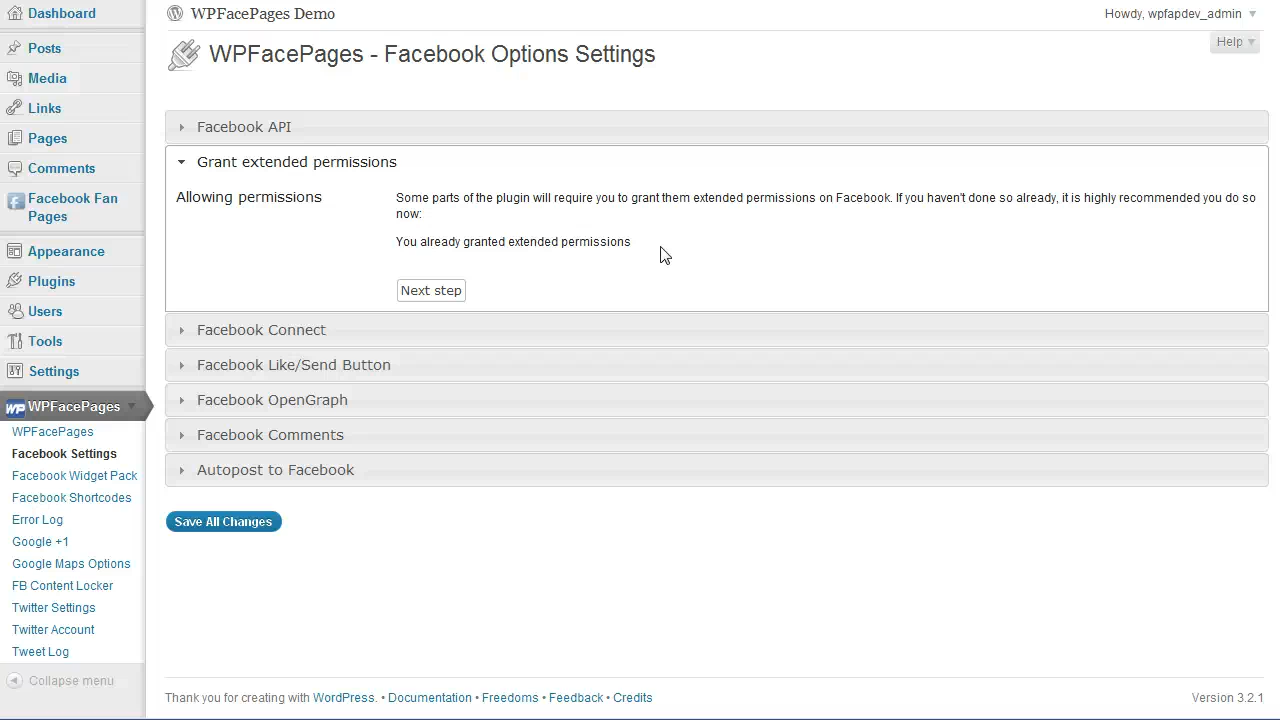 Dashboard
Posts
Media
Links
Pages
Comments
Facebook Fan
Pages
Appearance
Plugins
Users
Tools
Settings
WPFacePages
WPFacePages
Facebook Settings
Facebook Widget Pack
Facebook Shortcodes
Error Log
Google +1
Google Maps Options
FB Content Locker
Twitter Settings
Twitter Account
Tweet Log
Collapse menu
WPFacePages Demo
Howdy, wpfapdev_admin
Help
WPFacePages - Facebook Options Settings
Facebook API
Grant extended permissions
Allowing permissions
Some parts of the plugin will require you to grant them extended permissions on Facebook. If you haven't done so already, it is highly recommended you do so
now:
You already granted extended permissions
Next step
Facebook Connect
Facebook Like/Send Button
Facebook OpenGraph
Facebook Comments
Autopost to Facebook
Save All Changes
Thank you for creating with WordPress. • Documentation • Freedoms • Feedback • Credits
Version 3.2.1